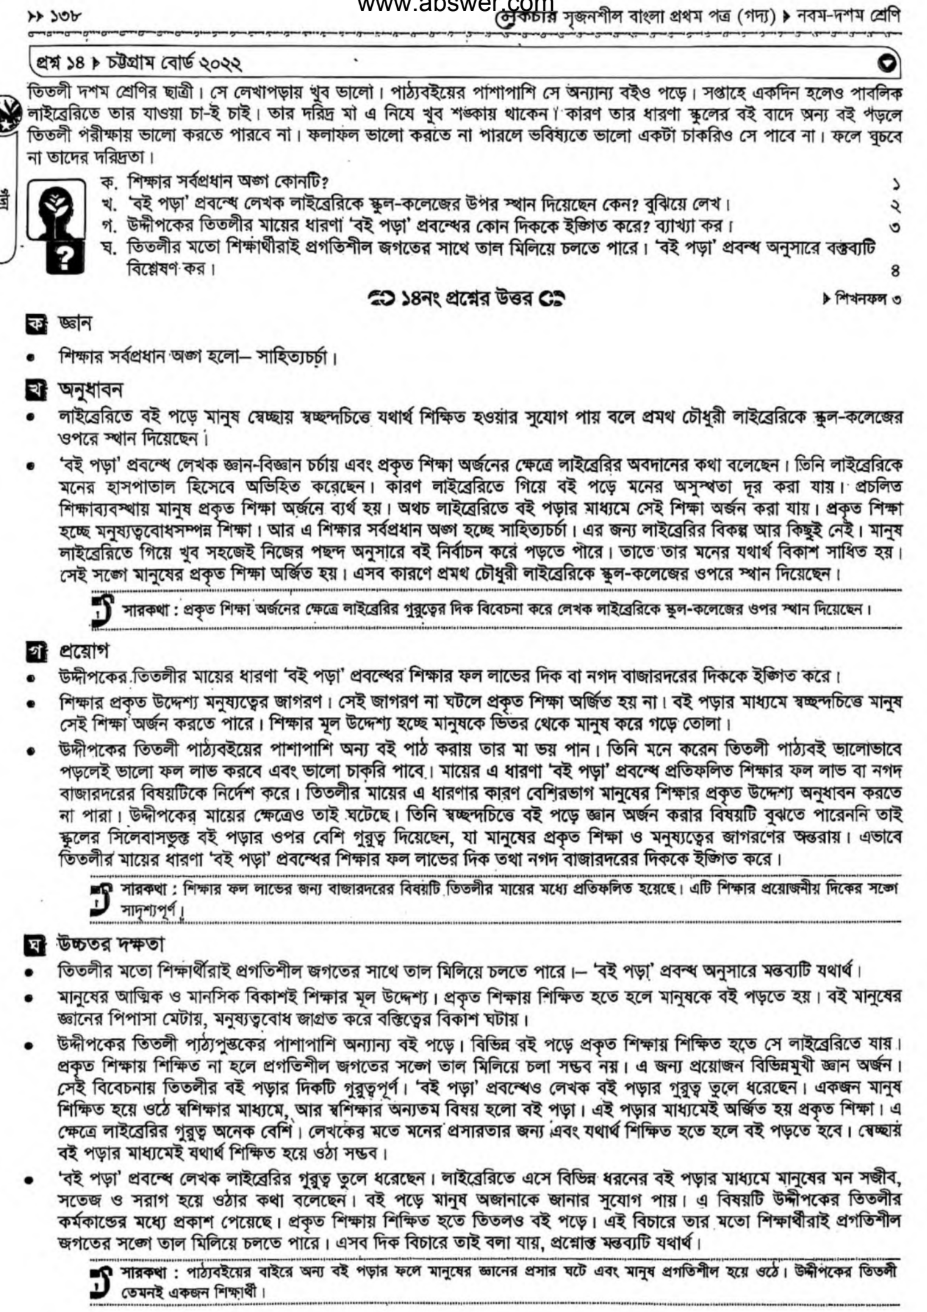 www.abswer.com
>> ১৩৮
লেকচার সৃজনশীল বাংলা প্রথম পত্র (গদ্য) ▶ নবম-দশম শ্রেণি
প্রশ্ন ১৪ ▶ চট্টগ্রাম বোর্ড ২০২২
তিতলী দশম শ্রেণির ছাত্রী। সে লেখাপড়ায় খুব ভালো। পাঠ্যবইয়ের পাশাপাশি সে অন্যান্য বইও পড়ে। সপ্তাহে একদিন হলেও পাবলিক
লাইব্রেরিতে তার যাওয়া চা-ই চাই। তার দরিদ্র মা এ নিয়ে খুব শঙ্কায় থাকেন। কারণ তার ধারণা স্কুলের বই বাদে অন্য বই পড়লে
তিতলী পরীক্ষায় ভালো করতে পারবে না। ফলাফল ভালো করতে না পারলে ভবিষ্যতে ভালো একটা চাকরিও সে পাবে না। ফলে ঘুচবে
না তাদের দরিদ্রতা।
ক. শিক্ষার সর্বপ্রধান অঙ্গ কোনটি? ১
খ. ‘বই পড়া’ প্রবন্ধে লেখক লাইব্রেরিকে স্কুল-কলেজের উপর স্থান দিয়েছেন কেন? বুঝিয়ে লেখ। ২
গ. উদ্দীপকের তিতলীর মায়ের ধারণা ‘বই পড়া’ প্রবন্ধের কোন দিককে ইঙ্গিত করে? ব্যাখ্যা কর। ৩
ঘ. তিতলীর মতো শিক্ষার্থীরাই প্রগতিশীল জগতের সাথে তাল মিলিয়ে চলতে পারে। ‘বই পড়া’ প্রবন্ধ অনুসারে বক্তব্যটি
বিশ্লেষণ কর। ৪
১৪নং প্রশ্নের উত্তর
▶ শিখনফল ৩
ক জ্ঞান
• শিক্ষার সর্বপ্রধান অঙ্গ হলো– সাহিত্যচর্চা।
খ অনুধাবন
• লাইব্রেরিতে বই পড়ে মানুষ স্বেচ্ছায় স্বচ্ছন্দচিত্তে যথার্থ শিক্ষিত হওয়ার সুযোগ পায় বলে প্রমথ চৌধুরী লাইব্রেরিকে স্কুল-কলেজের
ওপরে স্থান দিয়েছেন।
• ‘বই পড়া’ প্রবন্ধে লেখক জ্ঞান-বিজ্ঞান চর্চায় এবং প্রকৃত শিক্ষা অর্জনের ক্ষেত্রে লাইব্রেরির অবদানের কথা বলেছেন। তিনি লাইব্রেরিকে
মনের হাসপাতাল হিসেবে অভিহিত করেছেন। কারণ লাইব্রেরিতে গিয়ে বই পড়ে মনের অসুস্থতা দূর করা যায়। প্রচলিত
শিক্ষাব্যবস্থায় মানুষ প্রকৃত শিক্ষা অর্জনে ব্যর্থ হয়। অথচ লাইব্রেরিতে বই পড়ার মাধ্যমে সেই শিক্ষা অর্জন করা যায়। প্রকৃত শিক্ষা
হচ্ছে মনুষ্যত্ববোধসম্পন্ন শিক্ষা। আর এ শিক্ষার সর্বপ্রধান অঙ্গ হচ্ছে সাহিত্যচর্চা। এর জন্য লাইব্রেরির বিকল্প আর কিছুই নেই। মানুষ
লাইব্রেরিতে গিয়ে খুব সহজেই নিজের পছন্দ অনুসারে বই নির্বাচন করে পড়তে পারে। তাতে তার মনের যথার্থ বিকাশ সাধিত হয়।
সেই সঙ্গে মানুষের প্রকৃত শিক্ষা অর্জিত হয়। এসব কারণে প্রমথ চৌধুরী লাইব্রেরিকে স্কুল-কলেজের ওপরে স্থান দিয়েছেন।
সারকথা : প্রকৃত শিক্ষা অর্জনের ক্ষেত্রে লাইব্রেরির গুরুত্বের দিক বিবেচনা করে লেখক লাইব্রেরিকে স্কুল-কলেজের ওপর স্থান দিয়েছেন।
গ প্রয়োগ
• উদ্দীপকের তিতলীর মায়ের ধারণা ‘বই পড়া’ প্রবন্ধের শিক্ষার ফল লাভের দিক বা নগদ বাজারদরের দিককে ইঙ্গিত করে।
• শিক্ষার প্রকৃত উদ্দেশ্য মনুষ্যত্বের জাগরণ। সেই জাগরণ না ঘটলে প্রকৃত শিক্ষা অর্জিত হয় না। বই পড়ার মাধ্যমে স্বচ্ছন্দচিত্তে মানুষ
সেই শিক্ষা অর্জন করতে পারে। শিক্ষার মূল উদ্দেশ্য হচ্ছে মানুষকে ভিতর থেকে মানুষ করে গড়ে তোলা।
• উদ্দীপকের তিতলী পাঠ্যবইয়ের পাশাপাশি অন্য বই পাঠ করায় তার মা ভয় পান। তিনি মনে করেন তিতলী পাঠ্যবই ভালোভাবে
পড়লেই ভালো ফল লাভ করবে এবং ভালো চাকরি পাবে। মায়ের এ ধারণা ‘বই পড়া’ প্রবন্ধে প্রতিফলিত শিক্ষার ফল লাভ বা নগদ
বাজারদরের বিষয়টিকে নির্দেশ করে। তিতলীর মায়ের এ ধারণার কারণ বেশিরভাগ মানুষের শিক্ষার প্রকৃত উদ্দেশ্য অনুধাবন করতে
না পারা। উদ্দীপকের মায়ের ক্ষেত্রেও তাই ঘটেছে। তিনি স্বচ্ছন্দচিত্তে বই পড়ে জ্ঞান অর্জন করার বিষয়টি বুঝতে পারেননি তাই
স্কুলের সিলেবাসভুক্ত বই পড়ার ওপর বেশি গুরুত্ব দিয়েছেন, যা মানুষের প্রকৃত শিক্ষা ও মনুষ্যত্বের জাগরণের অন্তরায়। এভাবে
তিতলীর মায়ের ধারণা ‘বই পড়া’ প্রবন্ধের শিক্ষার ফল লাভের দিক তথা নগদ বাজারদরের দিককে ইঙ্গিত করে।
সারকথা : শিক্ষার ফল লাভের জন্য বাজারদরের বিষয়টি তিতলীর মায়ের মধ্যে প্রতিফলিত হয়েছে। এটি শিক্ষার প্রয়োজনীয় দিকের সঙ্গে
সাদৃশ্যপূর্ণ।
ঘ উচ্চতর দক্ষতা
• তিতলীর মতো শিক্ষার্থীরাই প্রগতিশীল জগতের সাথে তাল মিলিয়ে চলতে পারে।– ‘বই পড়া’ প্রবন্ধ অনুসারে মন্তব্যটি যথার্থ।
• মানুষের আত্মিক ও মানসিক বিকাশই শিক্ষার মূল উদ্দেশ্য। প্রকৃত শিক্ষায় শিক্ষিত হতে হলে মানুষকে বই পড়তে হয়। বই মানুষের
জ্ঞানের পিপাসা মেটায়, মনুষ্যত্ববোধ জাগ্রত করে ব্যক্তিত্বের বিকাশ ঘটায়।
• উদ্দীপকের তিতলী পাঠ্যপুস্তকের পাশাপাশি অন্যান্য বই পড়ে। বিভিন্ন বই পড়ে প্রকৃত শিক্ষায় শিক্ষিত হতে সে লাইব্রেরিতে যায়।
প্রকৃত শিক্ষায় শিক্ষিত না হলে প্রগতিশীল জগতের সঙ্গে তাল মিলিয়ে চলা সম্ভব নয়। এ জন্য প্রয়োজন বিভিন্নমুখী জ্ঞান অর্জন।
সেই বিবেচনায় তিতলীর বই পড়ার দিকটি গুরুত্বপূর্ণ। ‘বই পড়া’ প্রবন্ধেও লেখক বই পড়ার গুরুত্ব তুলে ধরেছেন। একজন মানুষ
শিক্ষিত হয়ে ওঠে স্বশিক্ষার মাধ্যমে, আর স্বশিক্ষার অন্যতম বিষয় হলো বই পড়া। এই পড়ার মাধ্যমেই অর্জিত হয় প্রকৃত শিক্ষা। এ
ক্ষেত্রে লাইব্রেরির গুরুত্ব অনেক বেশি। লেখকের মতে মনের প্রসারতার জন্য এবং যথার্থ শিক্ষিত হতে হলে বই পড়তে হবে। স্বেচ্ছায়
বই পড়ার মাধ্যমেই যথার্থ শিক্ষিত হয়ে ওঠা সম্ভব।
• ‘বই পড়া’ প্রবন্ধে লেখক লাইব্রেরির গুরুত্ব তুলে ধরেছেন। লাইব্রেরিতে এসে বিভিন্ন ধরনের বই পড়ার মাধ্যমে মানুষের মন সজীব,
সতেজ ও সরাগ হয়ে ওঠার কথা বলেছেন। বই পড়ে মানুষ অজানাকে জানার সুযোগ পায়। এ বিষয়টি উদ্দীপকের তিতলীর
কর্মকাণ্ডের মধ্যে প্রকাশ পেয়েছে। প্রকৃত শিক্ষায় শিক্ষিত হতে তিতলও বই পড়ে। এই বিচারে তার মতো শিক্ষার্থীরাই প্রগতিশীল
জগতের সঙ্গে তাল মিলিয়ে চলতে পারে। এসব দিক বিচারে তাই বলা যায়, প্রশ্নোক্ত মন্তব্যটি যথার্থ।
সারকথা : পাঠ্যবইয়ের বাইরে অন্য বই পড়ার ফলে মানুষের জ্ঞানের প্রসার ঘটে এবং মানুষ প্রগতিশীল হয়ে ওঠে। উদ্দীপকের তিতলী
তেমনই একজন শিক্ষার্থী।